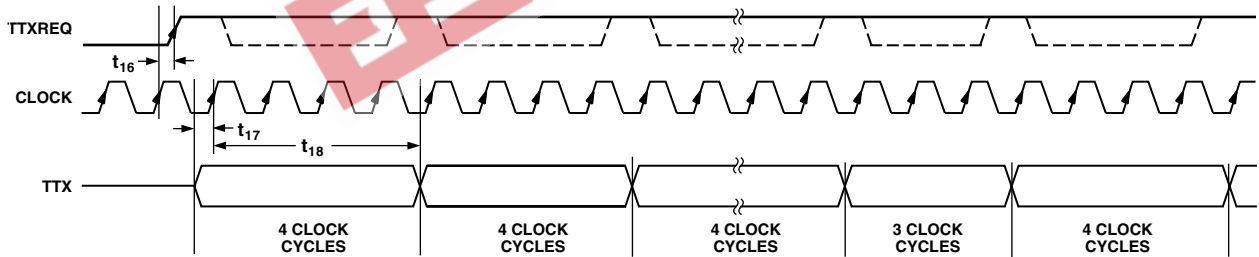 TTXREQ
t16
CLOCK
t17
t18
TTX
4 CLOCK
CYCLES
4 CLOCK
CYCLES
4 CLOCK
CYCLES
3 CLOCK
CYCLES
4 CLOCK
CYCLES